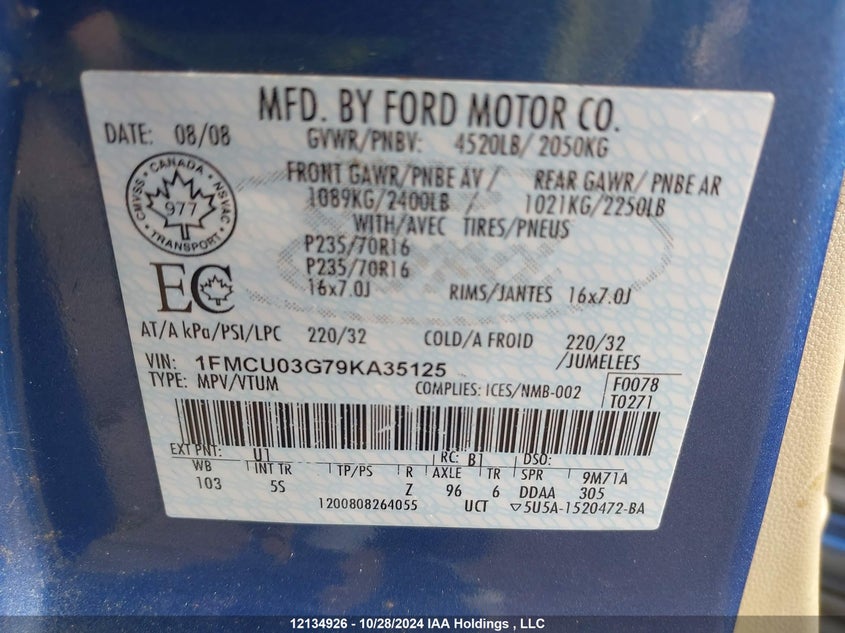 MFD. BY FORD MOTOR CO.
DATE: 08/08 GVWR/PNBV: 4520LB/ 2050KG
FRONT GAWR/PNBE AV / REAR GAWR/ PNBE AR
1089KG/2400LB / 1021KG/2250LB
WITH/AVEC TIRES/PNEUS
CANADA
CMVSS 977 NSVAC
TRANSPORT
P235/70R16
P235/70R16
EC
16x7.0J RIMS/JANTES 16x7.0J
AT/A kPa/PSI/LPC 220/32 COLD/A FROID 220/32
/JUMELEES
VIN: 1FMCU03G79KA35125
TYPE: MPV/VTUM COMPLIES: ICES/NMB-002 F0078
T0271
EXT PNT: U1 RC: B1 DSO:
WB INT TR TP/PS R AXLE TR SPR 9M71A
103 5S Z 96 6 DDAA 305
1200808264055 UCT ▽5U5A-1520472-BA
12134926 - 10/28/2024 IAA Holdings , LLC